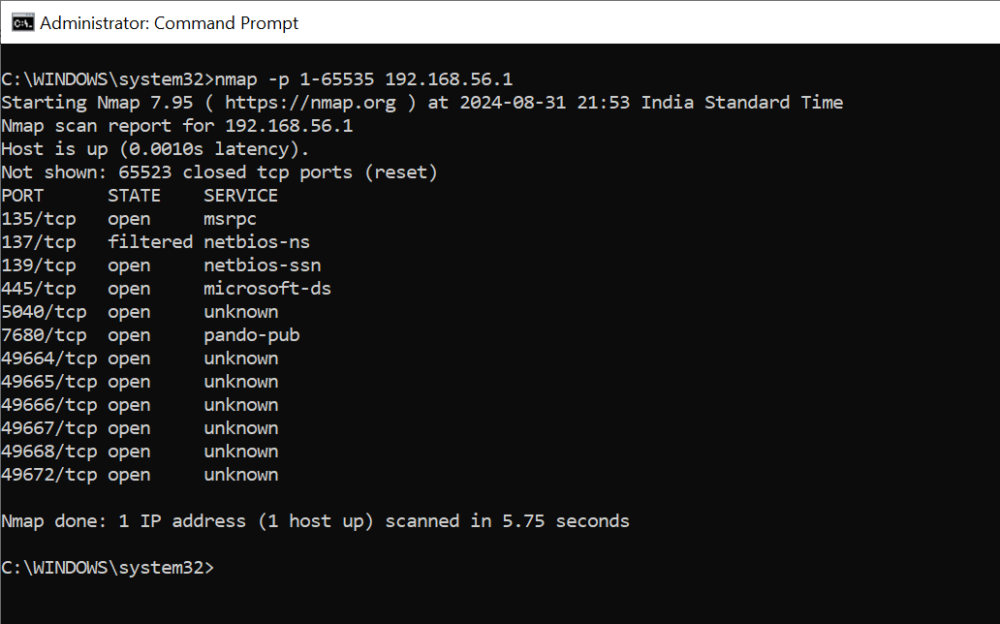 Administrator: Command Prompt
C:\WINDOWS\system32>nmap -p 1-65535 192.168.56.1
Starting Nmap 7.95 ( https://nmap.org ) at 2024-08-31 21:53 India Standard Time
Nmap scan report for 192.168.56.1
Host is up (0.0010s latency).
Not shown: 65523 closed tcp ports (reset)
PORT      STATE    SERVICE
135/tcp   open     msrpc
137/tcp   filtered netbios-ns
139/tcp   open     netbios-ssn
445/tcp   open     microsoft-ds
5040/tcp  open     unknown
7680/tcp  open     pando-pub
49664/tcp open     unknown
49665/tcp open     unknown
49666/tcp open     unknown
49667/tcp open     unknown
49668/tcp open     unknown
49672/tcp open     unknown
Nmap done: 1 IP address (1 host up) scanned in 5.75 seconds
C:\WINDOWS\system32>